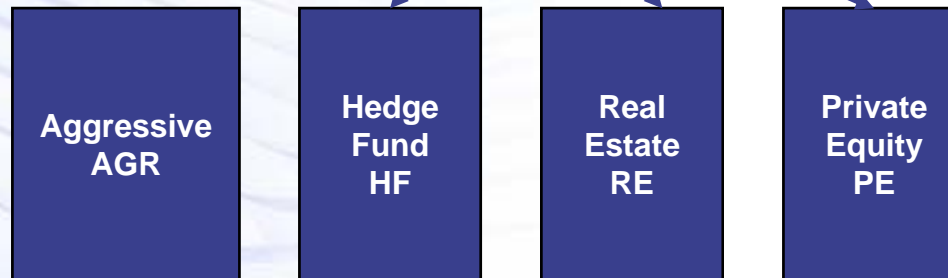 Aggressive
AGR
Hedge
Fund
HF
Real
Estate
RE
Private
Equity
PE